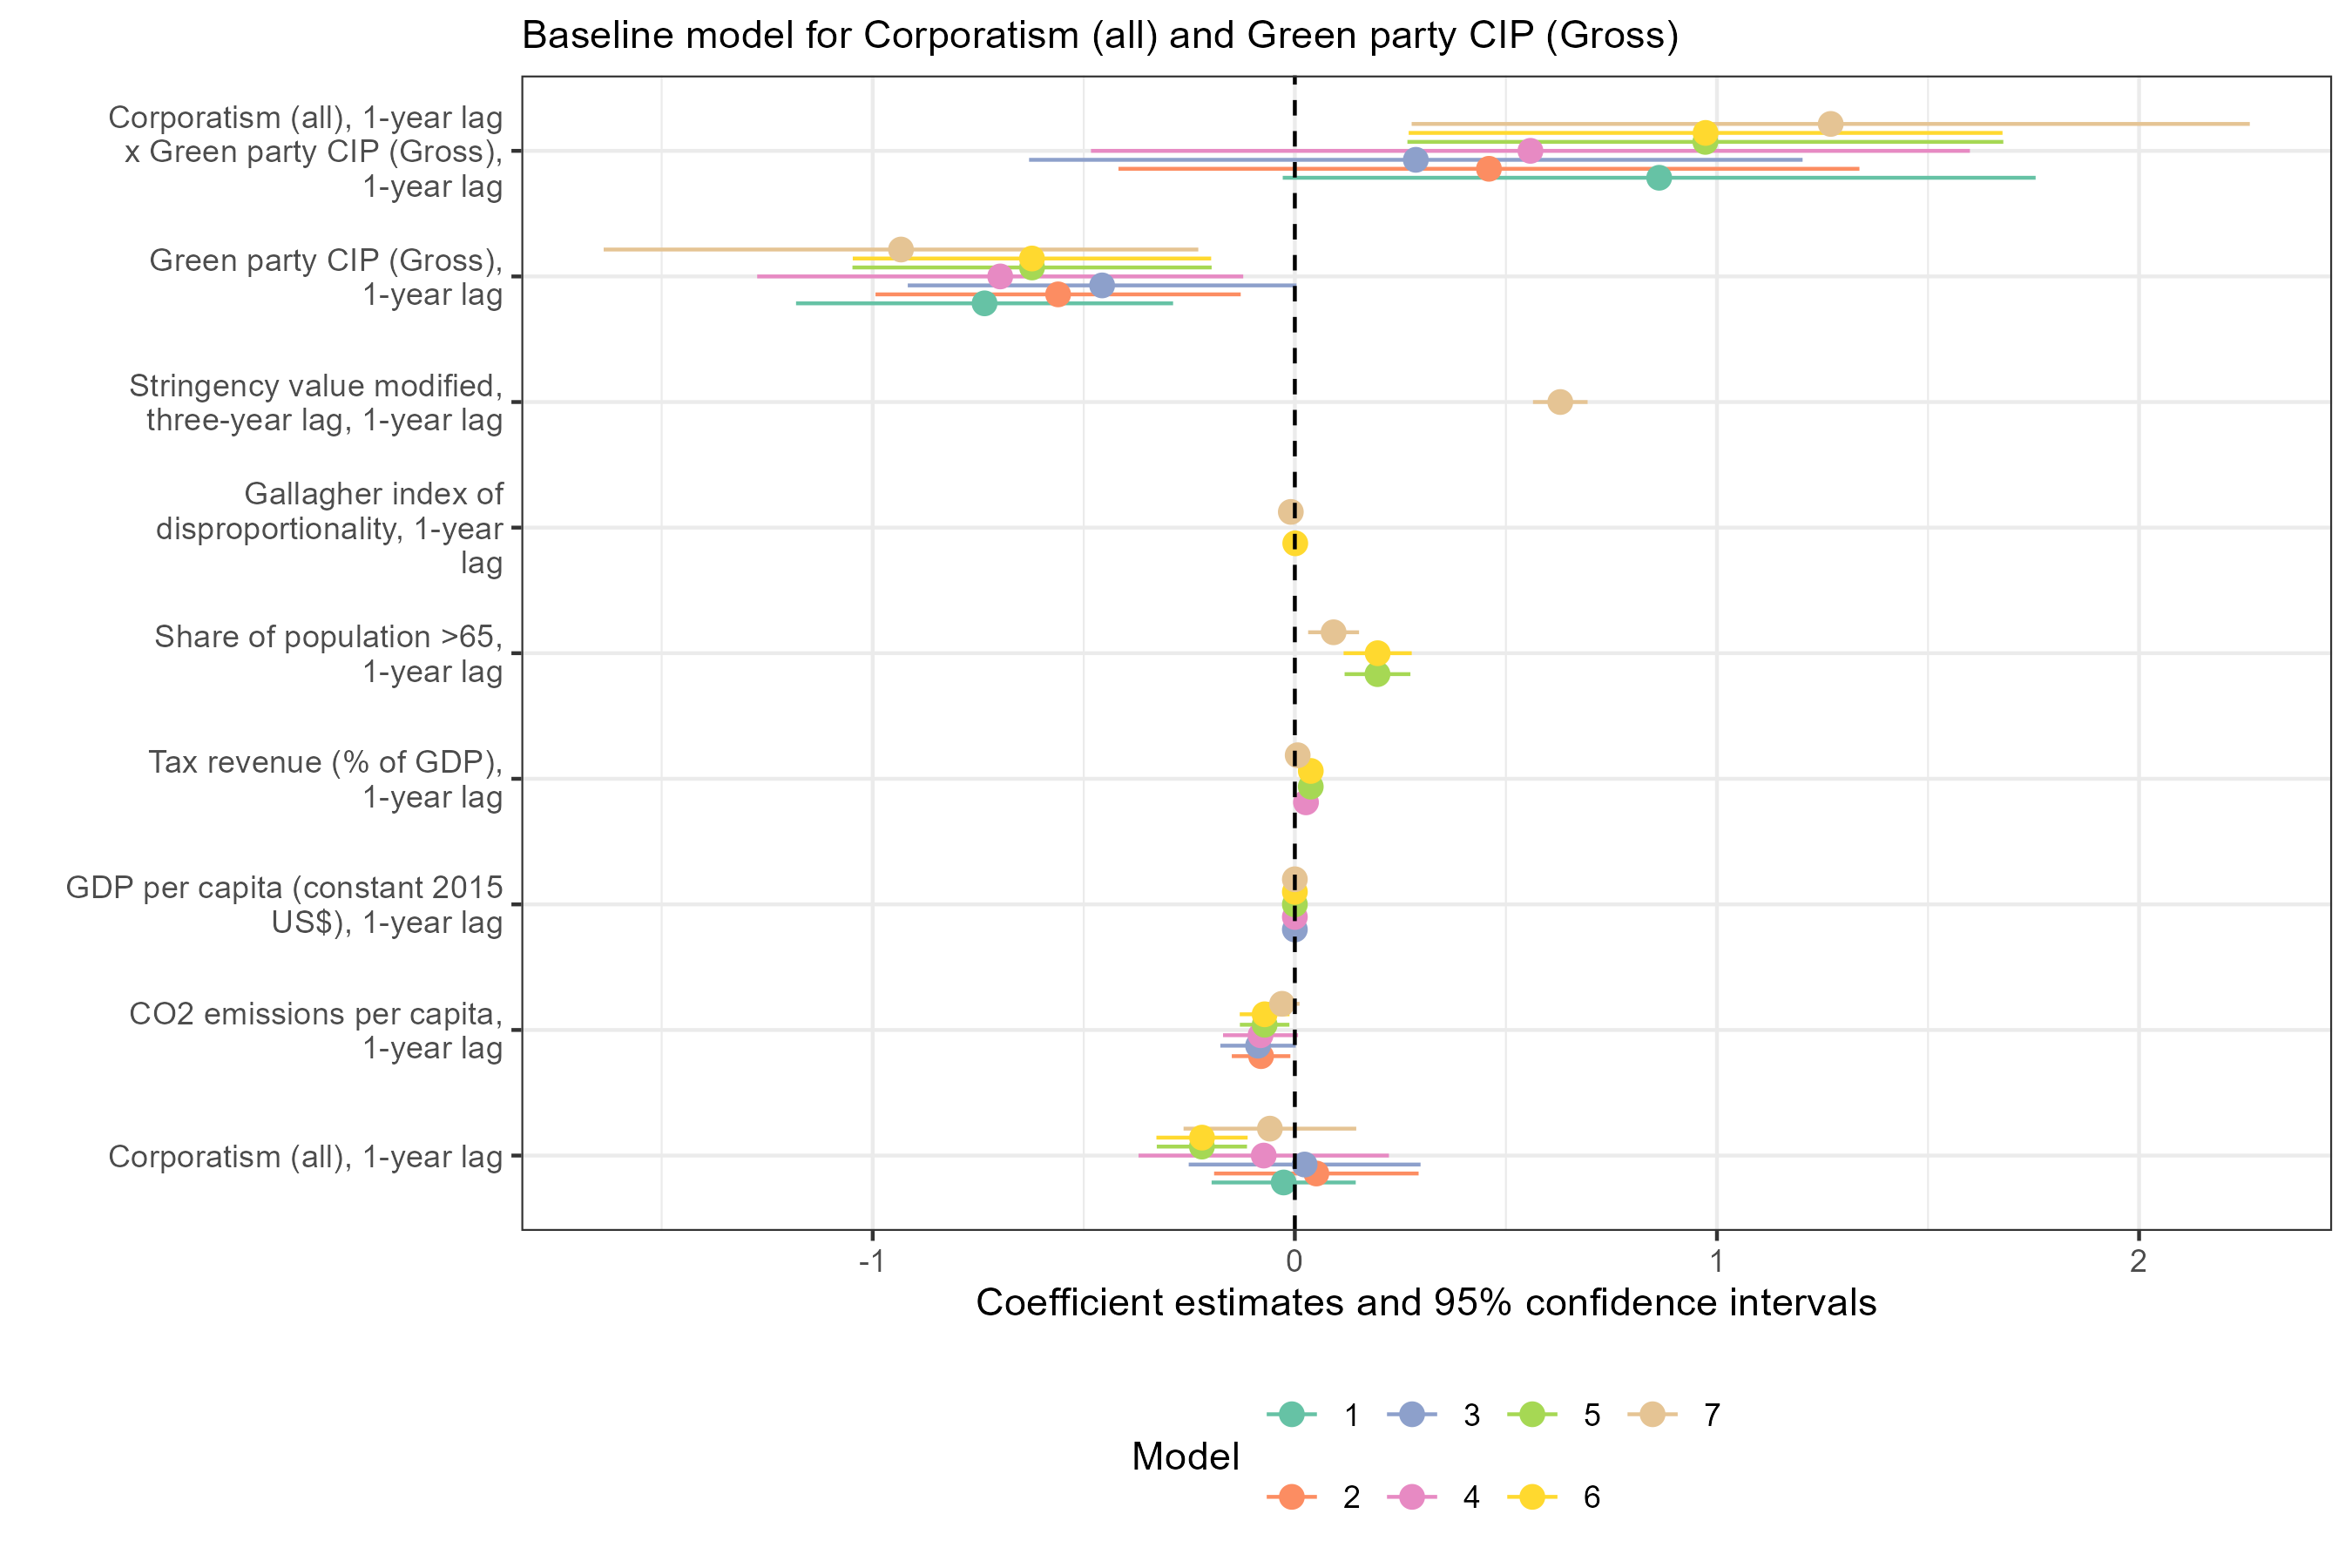 Baseline model for Corporatism (all) and Green party CIP (Gross)
Corporatism (all), 1-year lag
x Green party CIP (Gross),
1-year lag
Green party CIP (Gross),
1-year lag
Stringency value modified,
three-year lag, 1-year lag
Gallagher index of
disproportionality, 1-year
lag
Share of population >65,
1-year lag
Tax revenue (% of GDP),
1-year lag
GDP per capita (constant 2015
US$), 1-year lag
CO2 emissions per capita,
1-year lag
Corporatism (all), 1-year lag
-1 0 1 2
Coefficient estimates and 95% confidence intervals
Model
1 3 5 7
2 4 6